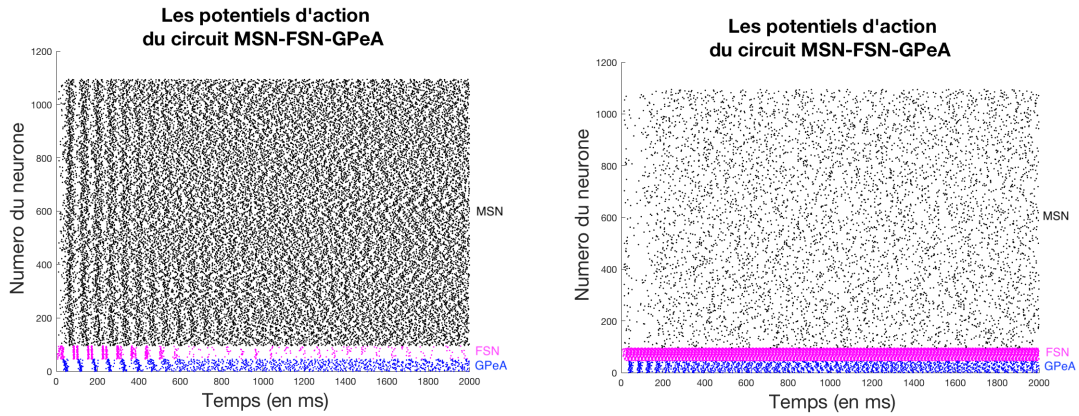 Les potentiels d'action
du circuit MSN-FSN-GPeA
Numero du neurone
1200
1000
800
600
400
200
0
MSN
FSN
GPeA
0 200 400 600 800 1000 1200 1400 1600 1800 2000
Temps (en ms)
Les potentiels d'action
du circuit MSN-FSN-GPeA
Numero du neurone
1200
1000
800
600
400
200
0
MSN
FSN
GPeA
0 200 400 600 800 1000 1200 1400 1600 1800 2000
Temps (en ms)